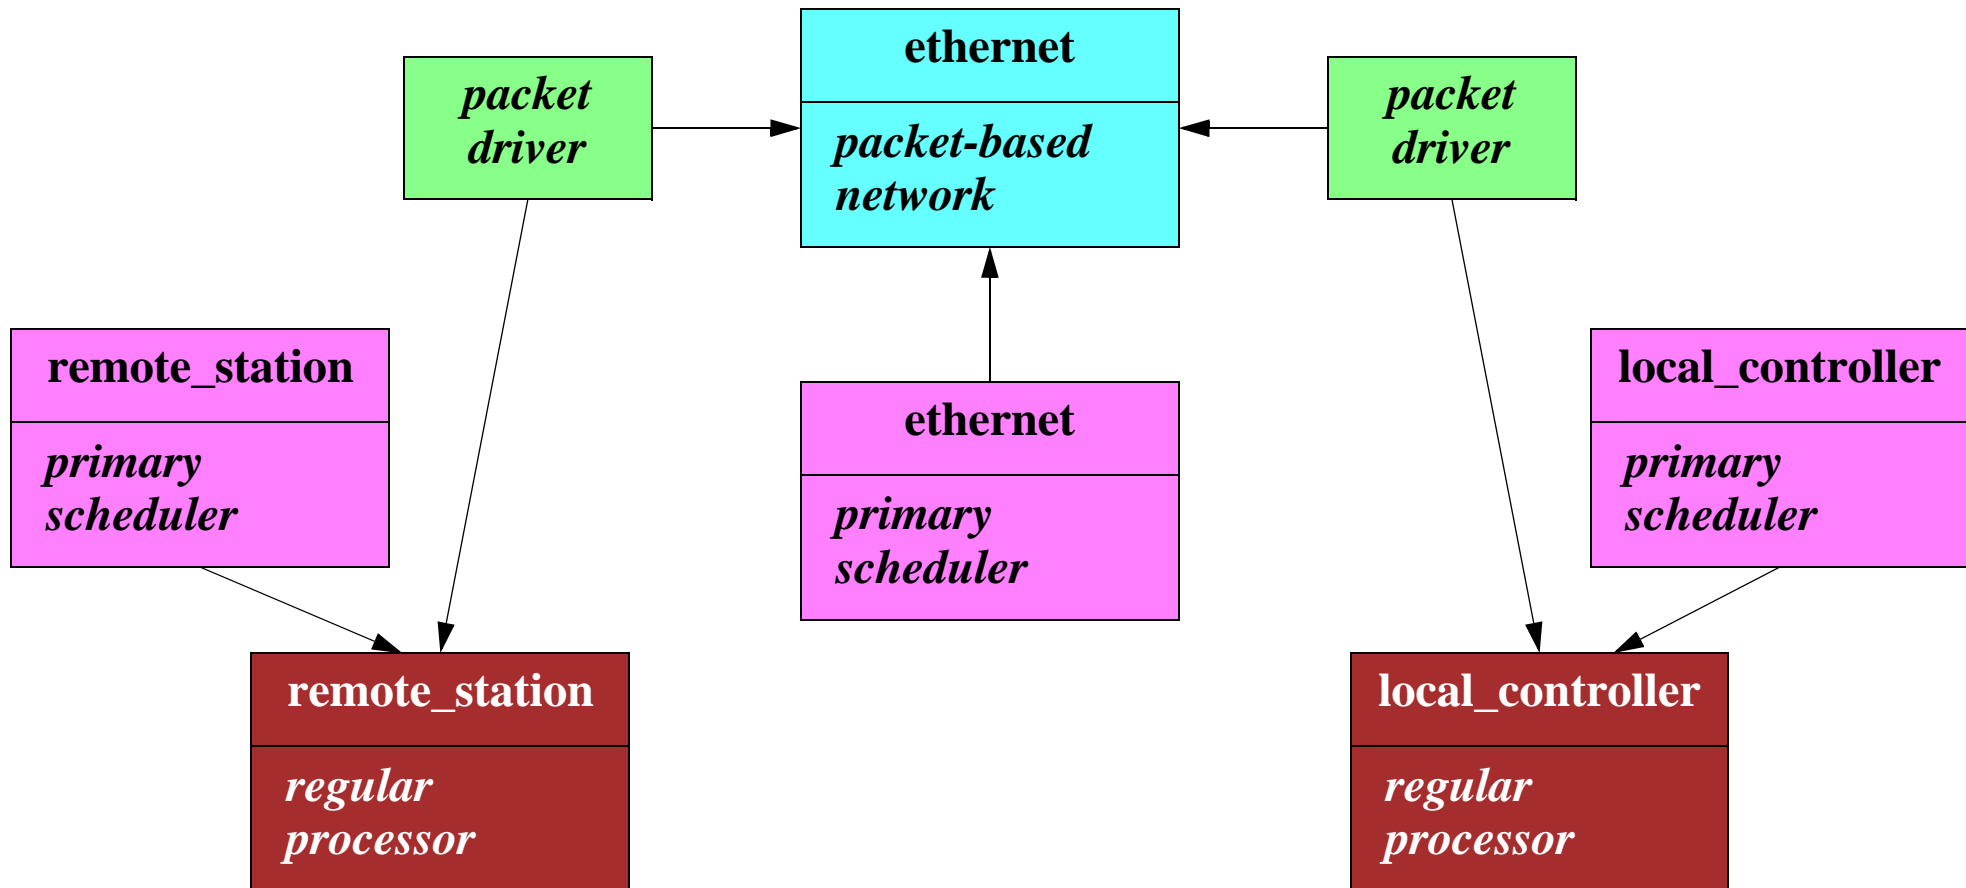 ethernet
packet-based
network
packet
driver
packet
driver
remote_station
primary
scheduler
ethernet
primary
scheduler
local_controller
primary
scheduler
remote_station
regular
processor
local_controller
regular
processor